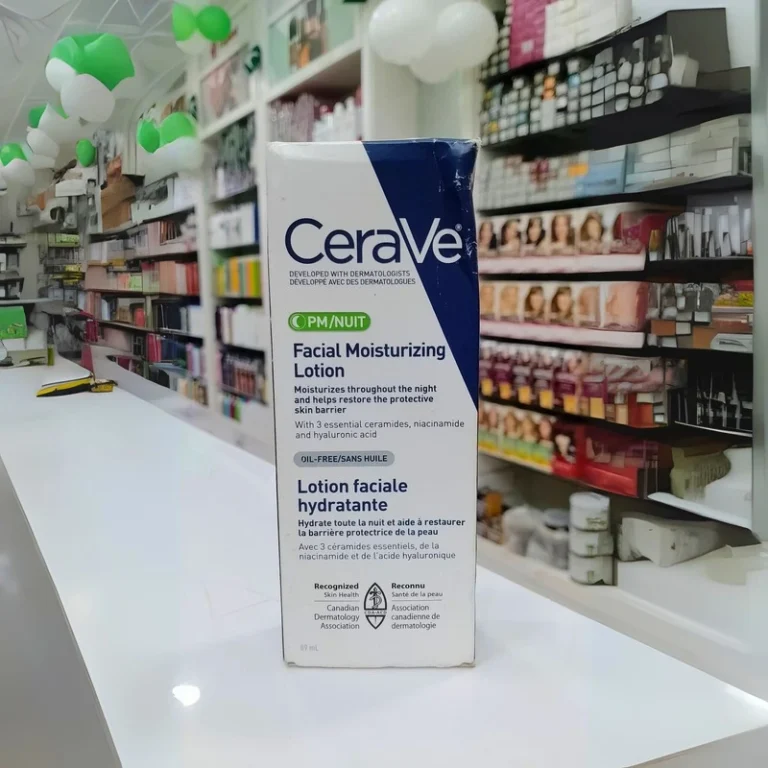 CeraVe®
DEVELOPED WITH DERMATOLOGISTS
DÉVELOPPÉ AVEC DES DERMATOLOGUES
PM/NUIT
Facial Moisturizing
Lotion
Moisturizes throughout the night
and helps restore the protective
skin barrier
With 3 essential ceramides, niacinamide
and hyaluronic acid
OIL-FREE/SANS HUILE
Lotion faciale
hydratante
Hydrate toute la nuit et aide à restaurer
la barrière protectrice de la peau
Avec 3 céramides essentiels, de la
niacinamide et de l'acide hyaluronique
Recognized
Skin Health
Canadian
Dermatology
Association
Reconnu
Santé de la peau
Association
canadienne de
dermatologie
89 mL